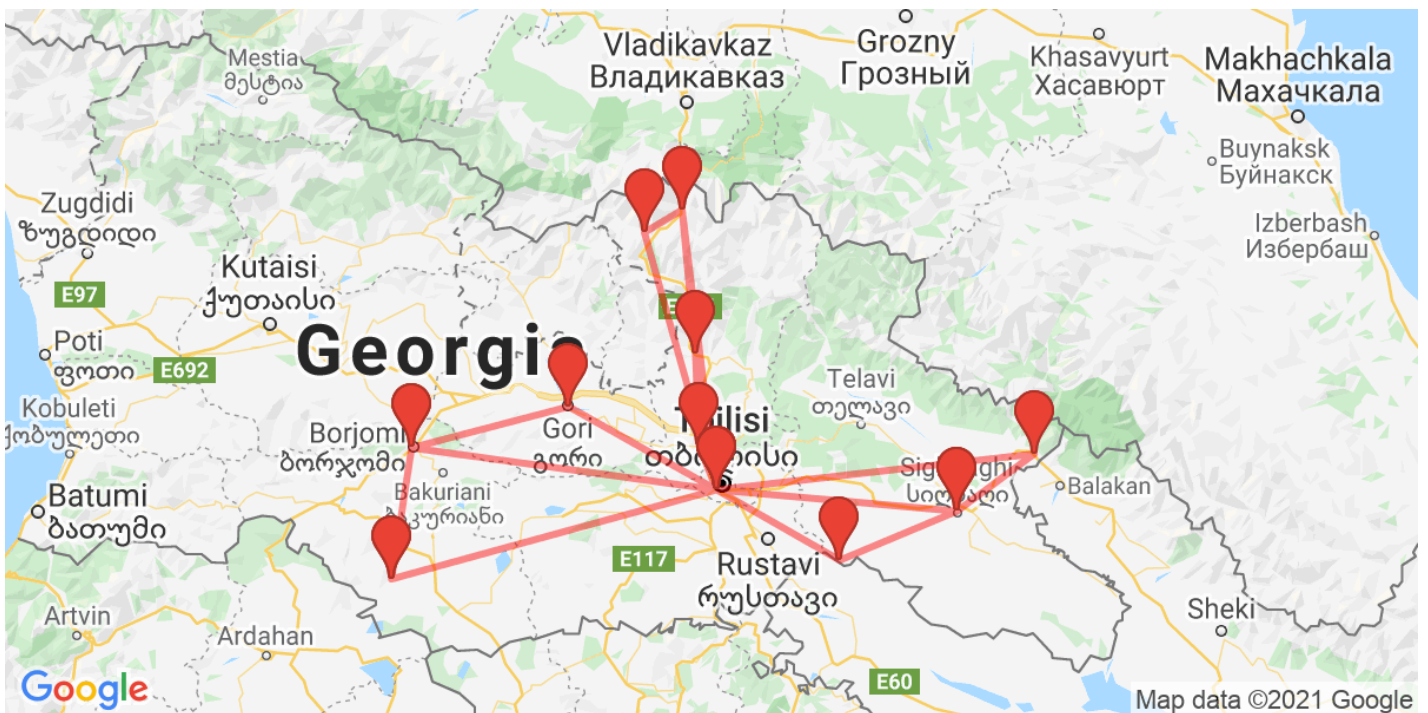 Mestia
მესტია
Vladikavkaz
Владикавказ
Grozny
Грозный
Khasavyurt
Хасавюрт
Makhachkala
Махачкала
Buynaksk
Буйнакск
Zugdidi
ზუგდიდი
Izberbash
Избербаш
Kutaisi
ქუთაისი
E97
Georgia
Poti
ფოთი
E692
Kobuleti
ქობულეთი
Telavi
თელავი
Borjomi
ბორჯომი
Gori
გორი
Bakuriani
Balakan
Batumi
ბათუმი
E117
Rustavi
რუსთავი
Artvin
Ardahan
Sheki
E60
Google
Map data ©2021 Google